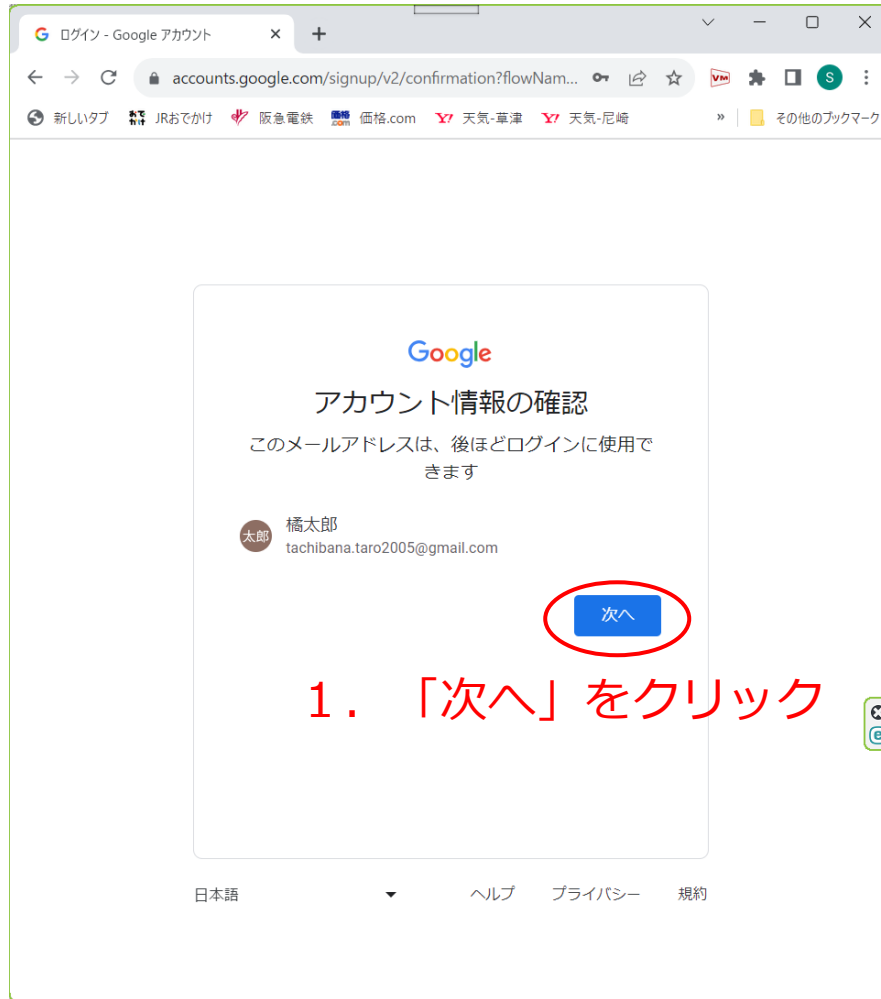 ログイン - Google アカウント
accounts.google.com/signup/v2/confirmation?flowNam...
S
新しいタブ JRおでかけ 阪急電鉄 価格.com Y! 天気-草津 Y! 天気-尼崎 » その他のブックマーク
Google
アカウント情報の確認
このメールアドレスは、後ほどログインに使用で
きます
太郎 橘太郎
tachibana.taro2005@gmail.com
次へ
1. 「次へ」をクリック
日本語 ヘルプ プライバシー 規約